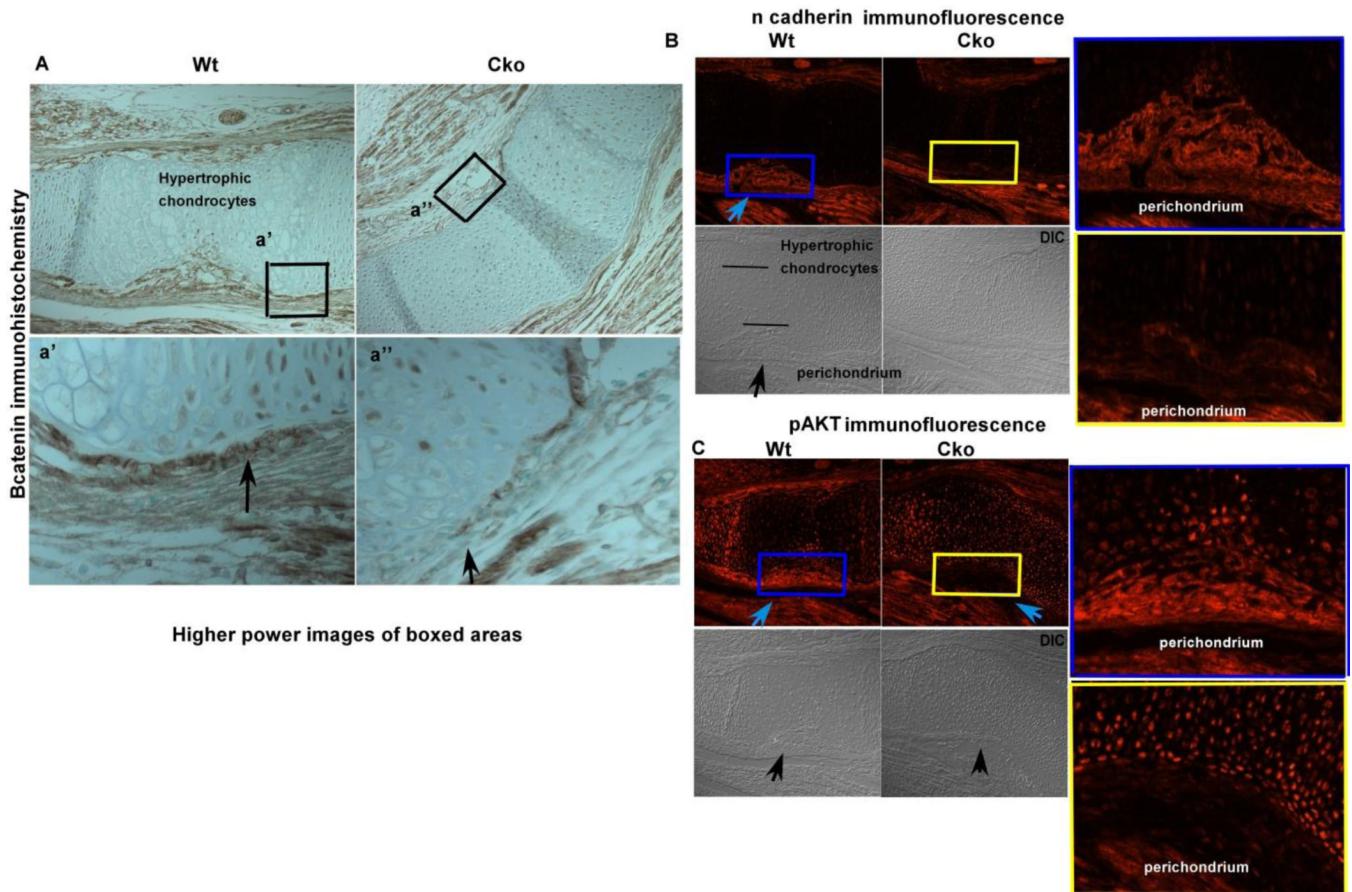 A
Wt
Cko
Bcatenin immunohistochemistry
Hypertrophic
chondrocytes
a'
a''
a'
a''
Higher power images of boxed areas
n cadherin immunofluorescence
B
Wt
Cko
Hypertrophic
chondrocytes
perichondrium
DIC
perichondrium
perichondrium
pAKT immunofluorescence
C
Wt
Cko
DIC
perichondrium
perichondrium